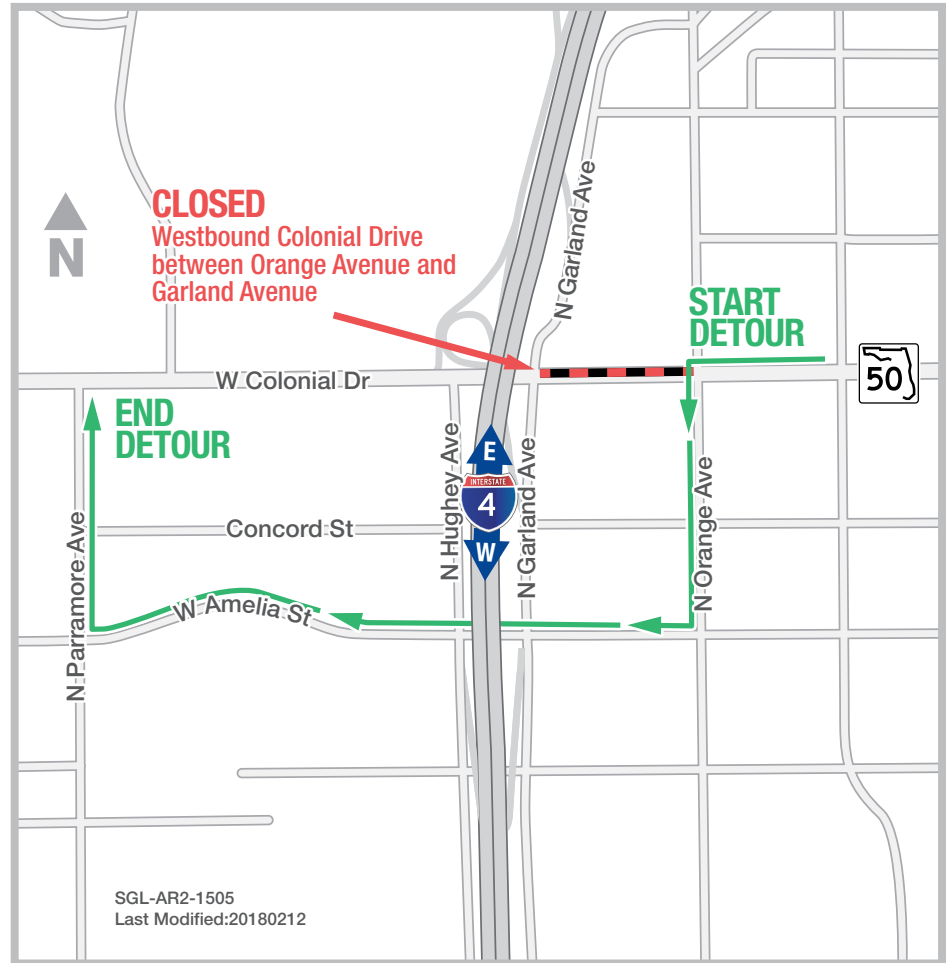 N Garland Ave
CLOSED
Westbound Colonial Drive
between Orange Avenue and
Garland Avenue
N
START
DETOUR
50
W Colonial Dr
END
DETOUR
E
INTERSTATE
4
W
N Hughey Ave
N Garland Ave
N Orange Ave
Concord St
W Amelia St
N Parramore Ave
SGL-AR2-1505
Last Modified:20180212